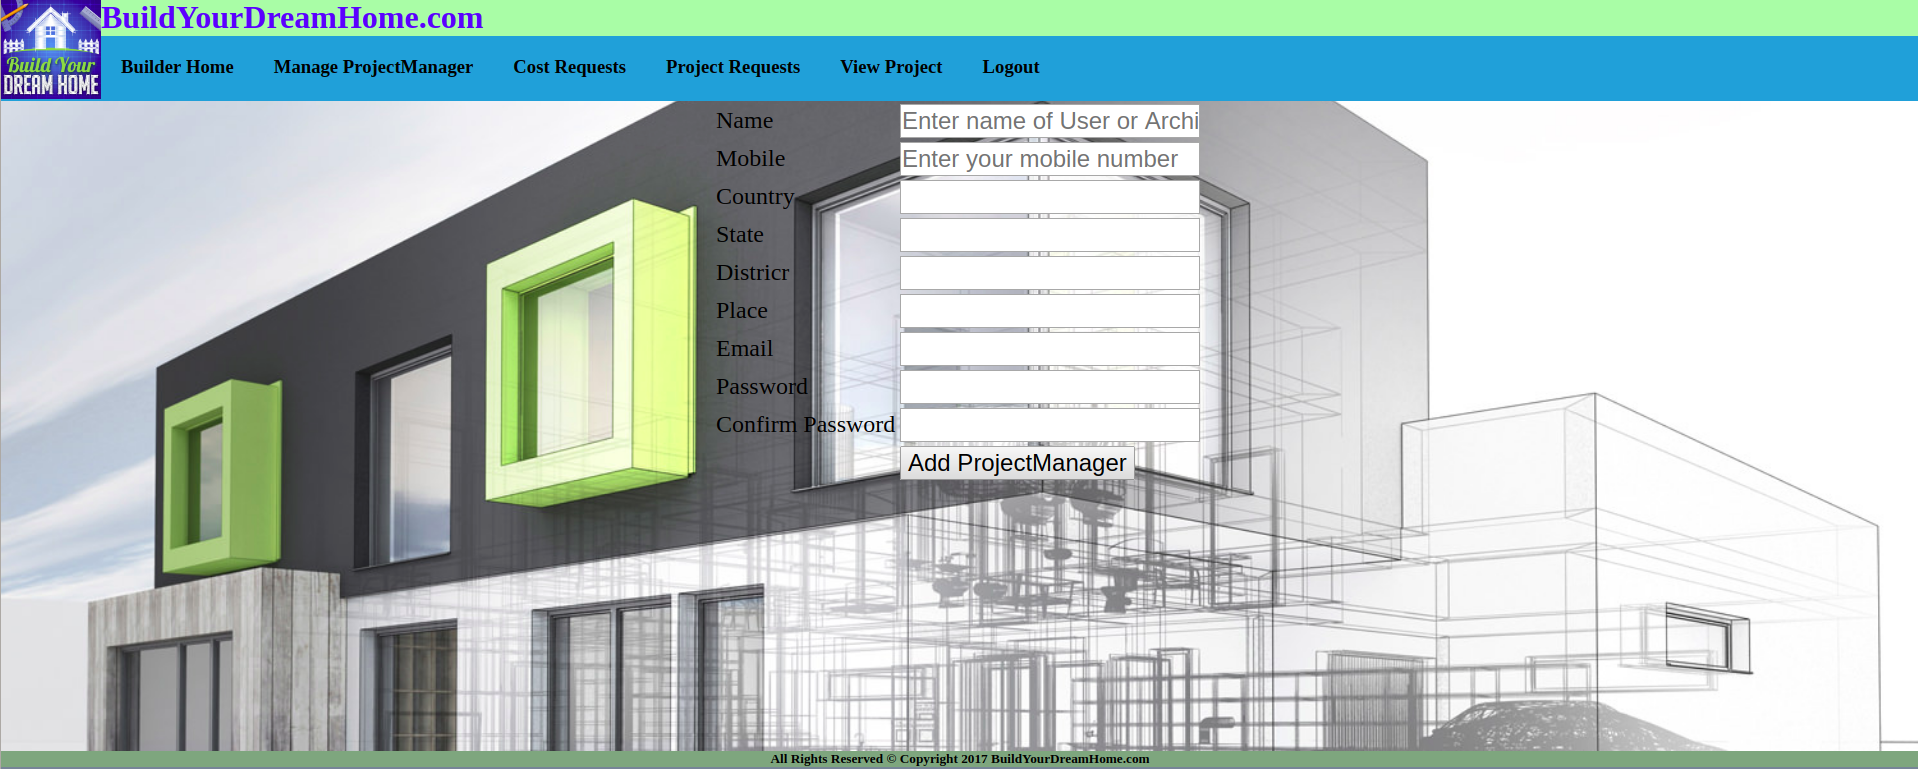 BuildYourDreamHome.com
Build Your
DREAM HOME
Builder Home Manage ProjectManager Cost Requests Project Requests View Project Logout
Name Enter name of User or Archi
Mobile Enter your mobile number
Country
State
Districr
Place
Email
Password
Confirm Password
Add ProjectManager
All Rights Reserved © Copyright 2017 BuildYourDreamHome.com